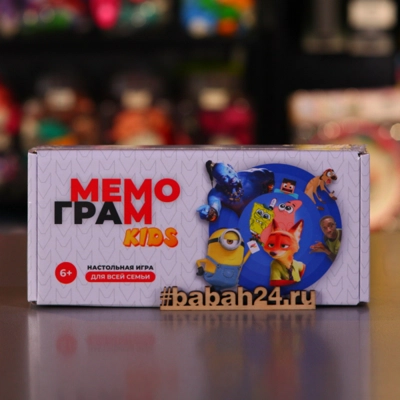 МЕМО
ГРАМ
KIDS
6+
НАСТОЛЬНАЯ ИГРА
ДЛЯ ВСЕЙ СЕМЬИ
#babah24.ru